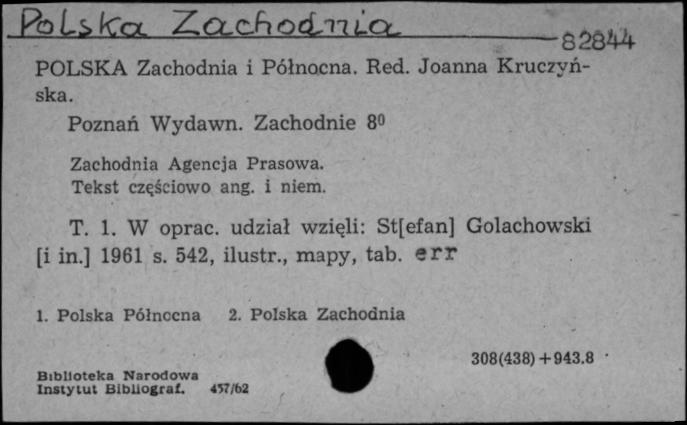 Polska Zachodnia
82844
POLSKA Zachodnia i Północna. Red. Joanna Kruczyń-
ska.
Poznań Wydawn. Zachodnie 8⁰
Zachodnia Agencja Prasowa.
Tekst częściowo ang. i niem.
T. 1. W oprac. udział wzięli: St[efan] Golachowski
[i in.] 1961 s. 542, ilustr., mapy, tab. err
1. Polska Północna 2. Polska Zachodnia
308(438)+943.8
Biblioteka Narodowa
Instytut Bibliograf. 457/62